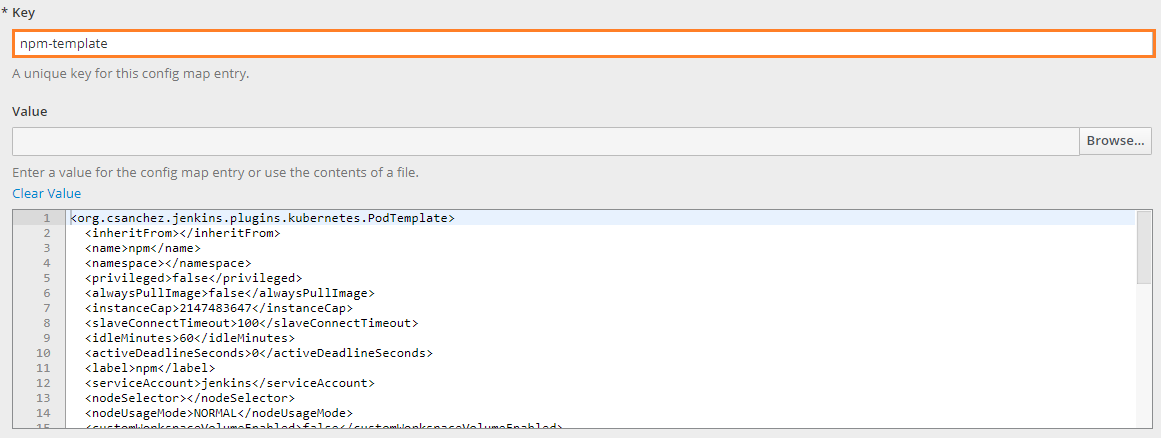 * Key
npm-template
A unique key for this config map entry.
Value
Browse...
Enter a value for the config map entry or use the contents of a file.
Clear Value
1 <org.csanchez.jenkins.plugins.kubernetes.PodTemplate>
2 <inheritFrom></inheritFrom>
3 <name>npm</name>
4 <namespace></namespace>
5 <privileged>false</privileged>
6 <alwaysPullImage>false</alwaysPullImage>
7 <instanceCap>2147483647</instanceCap>
8 <slaveConnectTimeout>100</slaveConnectTimeout>
9 <idleMinutes>60</idleMinutes>
10 <activeDeadlineSeconds>0</activeDeadlineSeconds>
11 <label>npm</label>
12 <serviceAccount>jenkins</serviceAccount>
13 <nodeSelector></nodeSelector>
14 <nodeUsageMode>NORMAL</nodeUsageMode>
15 <customWorkspaceVolumeEnabled>false</customWorkspaceVolumeEnabled>